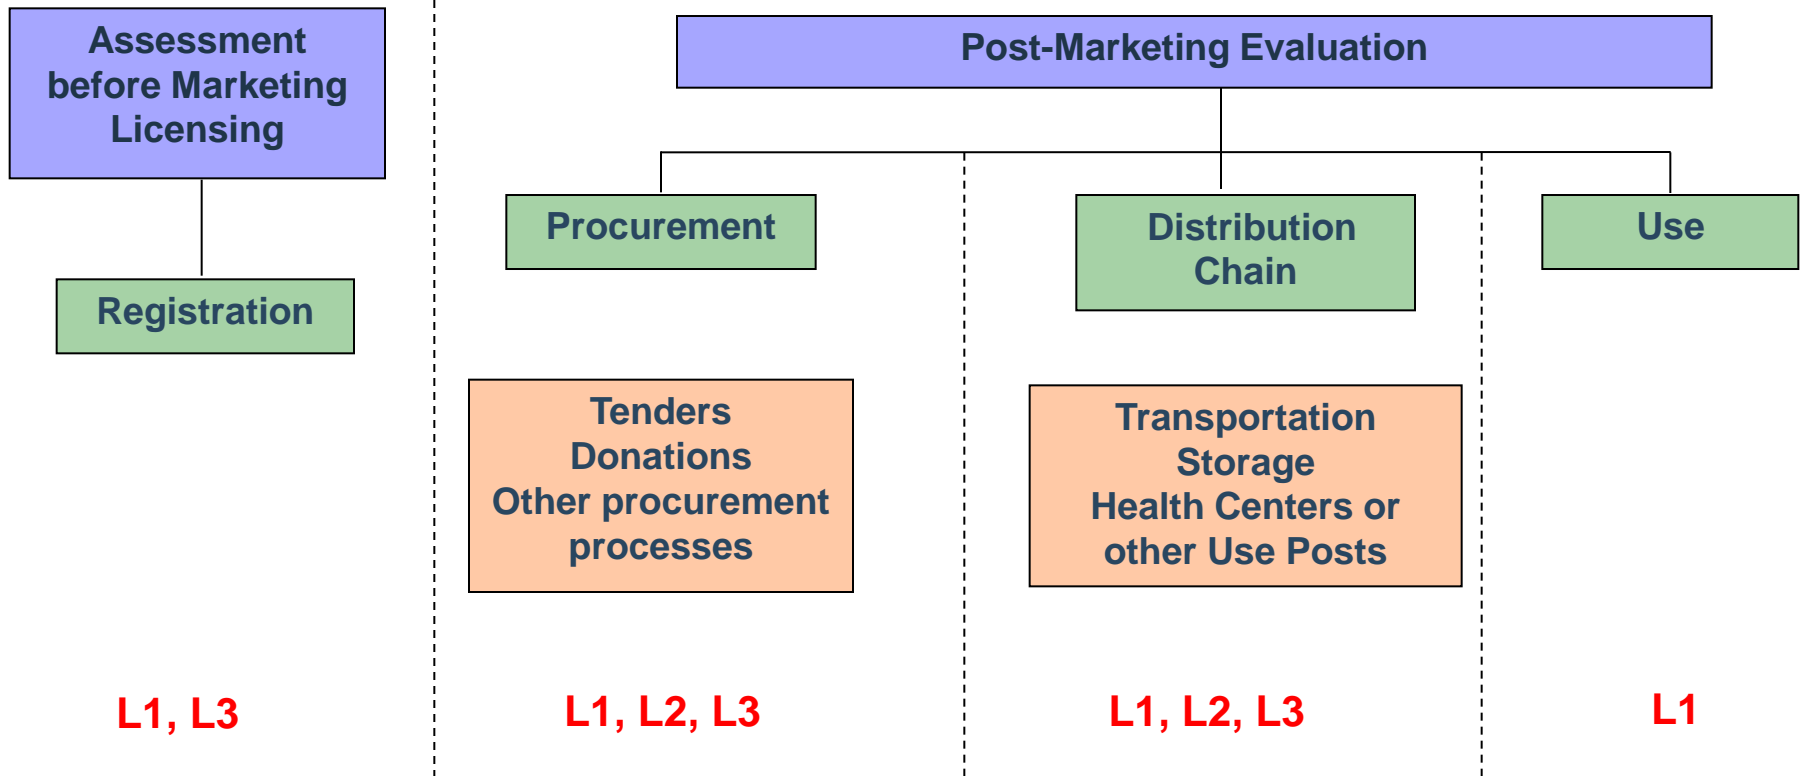 Assessment
before Marketing
Licensing
Post-Marketing Evaluation
Registration
Procurement
Distribution
Chain
Use
Tenders
Donations
Other procurement
processes
Transportation
Storage
Health Centers or
other Use Posts
L1, L3
L1, L2, L3
L1, L2, L3
L1